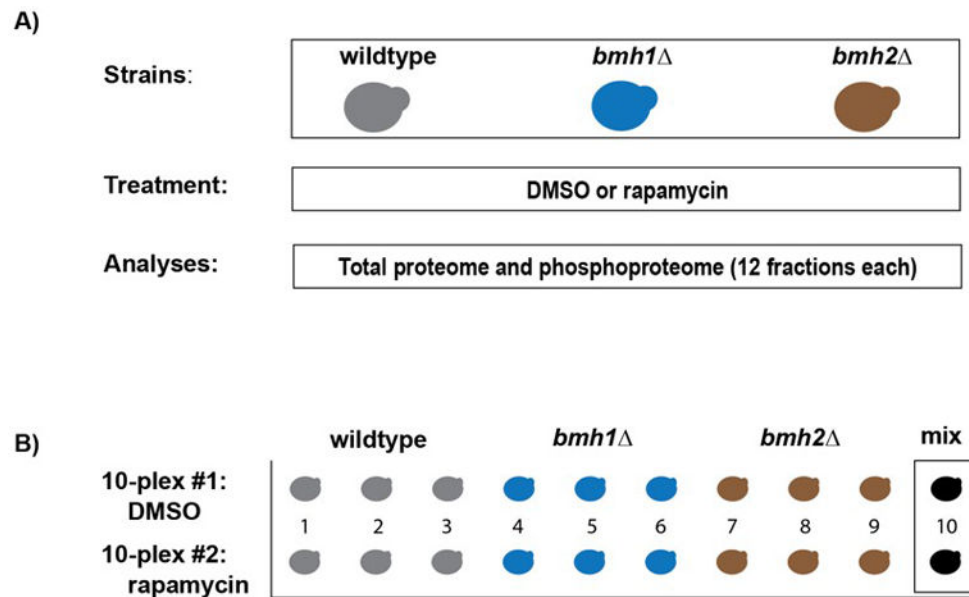 A)
Strains:
wildtype bmh1Δ bmh2Δ
Treatment:
DMSO or rapamycin
Analyses:
Total proteome and phosphoproteome (12 fractions each)
B)
wildtype bmh1Δ bmh2Δ mix
10-plex #1:
DMSO
1 2 3 4 5 6 7 8 9 10
10-plex #2:
rapamycin